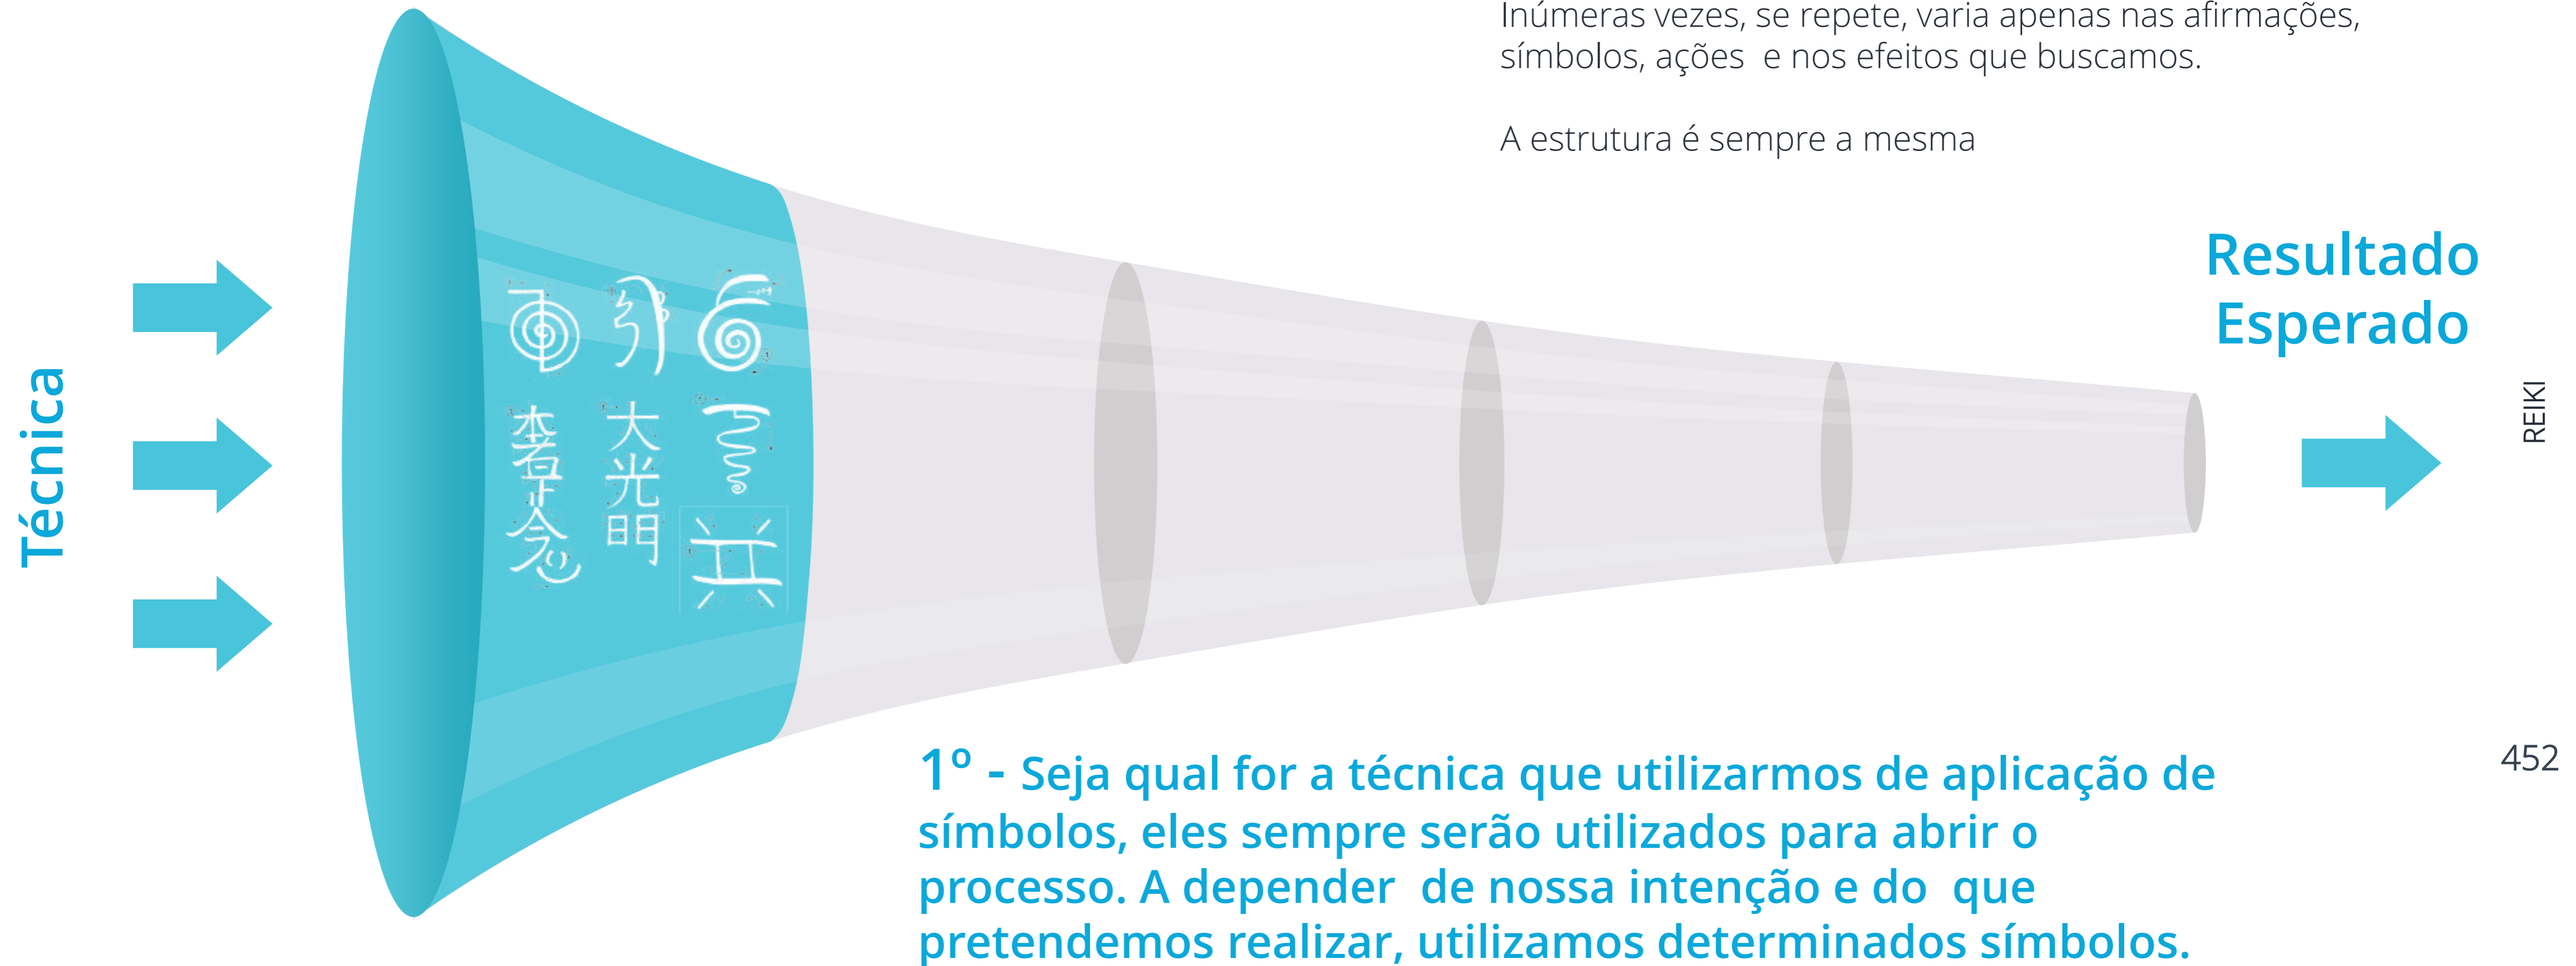 Inúmeras vezes, se repete, varia apenas nas afirmações,
símbolos, ações  e nos efeitos que buscamos.
A estrutura é sempre a mesma
Técnica
大光明
Resultado
Esperado
REIKI
1º - Seja qual for a técnica que utilizarmos de aplicação de
símbolos, eles sempre serão utilizados para abrir o
processo. A depender  de nossa intenção e do  que
pretendemos realizar, utilizamos determinados símbolos.
452